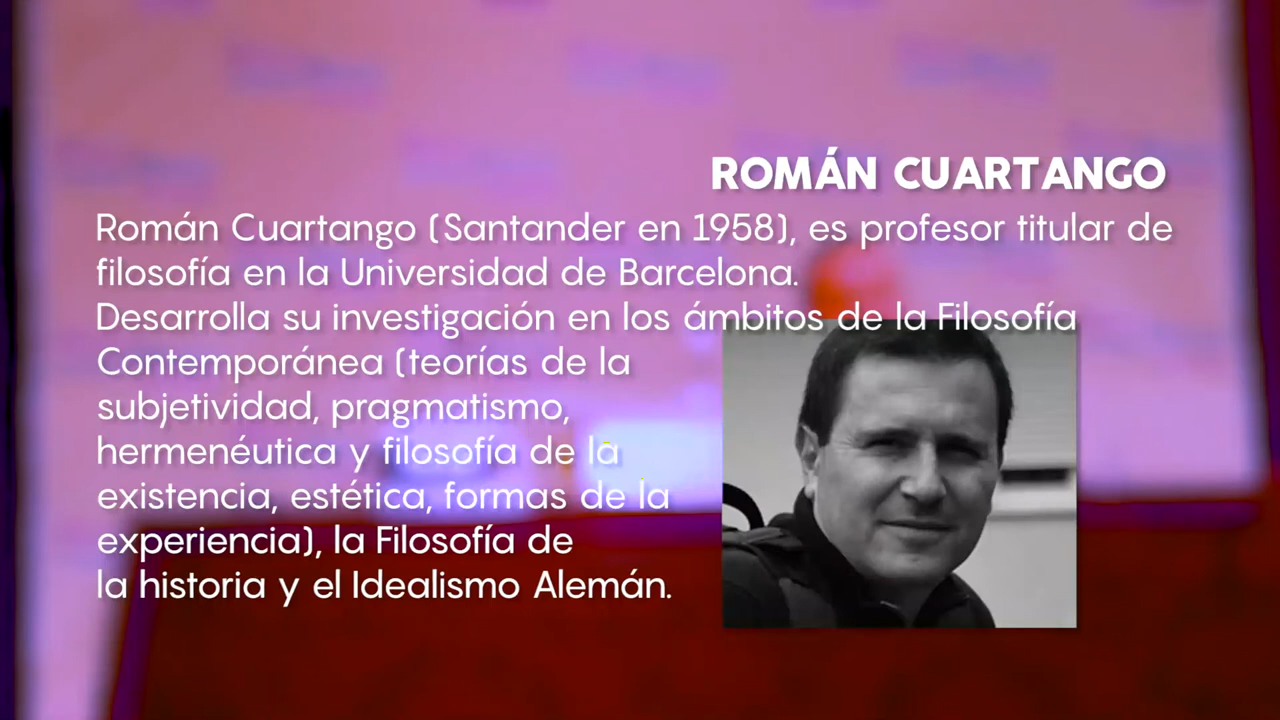 ROMÁN CUARTANGO
Román Cuartango (Santander en 1958), es profesor titular de
filosofía en la Universidad de Barcelona.
Desarrolla su investigación en los ámbitos de la Filosofía
Contemporánea (teorías de la
subjetividad, pragmatismo,
hermenéutica y filosofía de la
existencia, estética, formas de la
experiencia), la Filosofía de
la historia y el Idealismo Alemán.